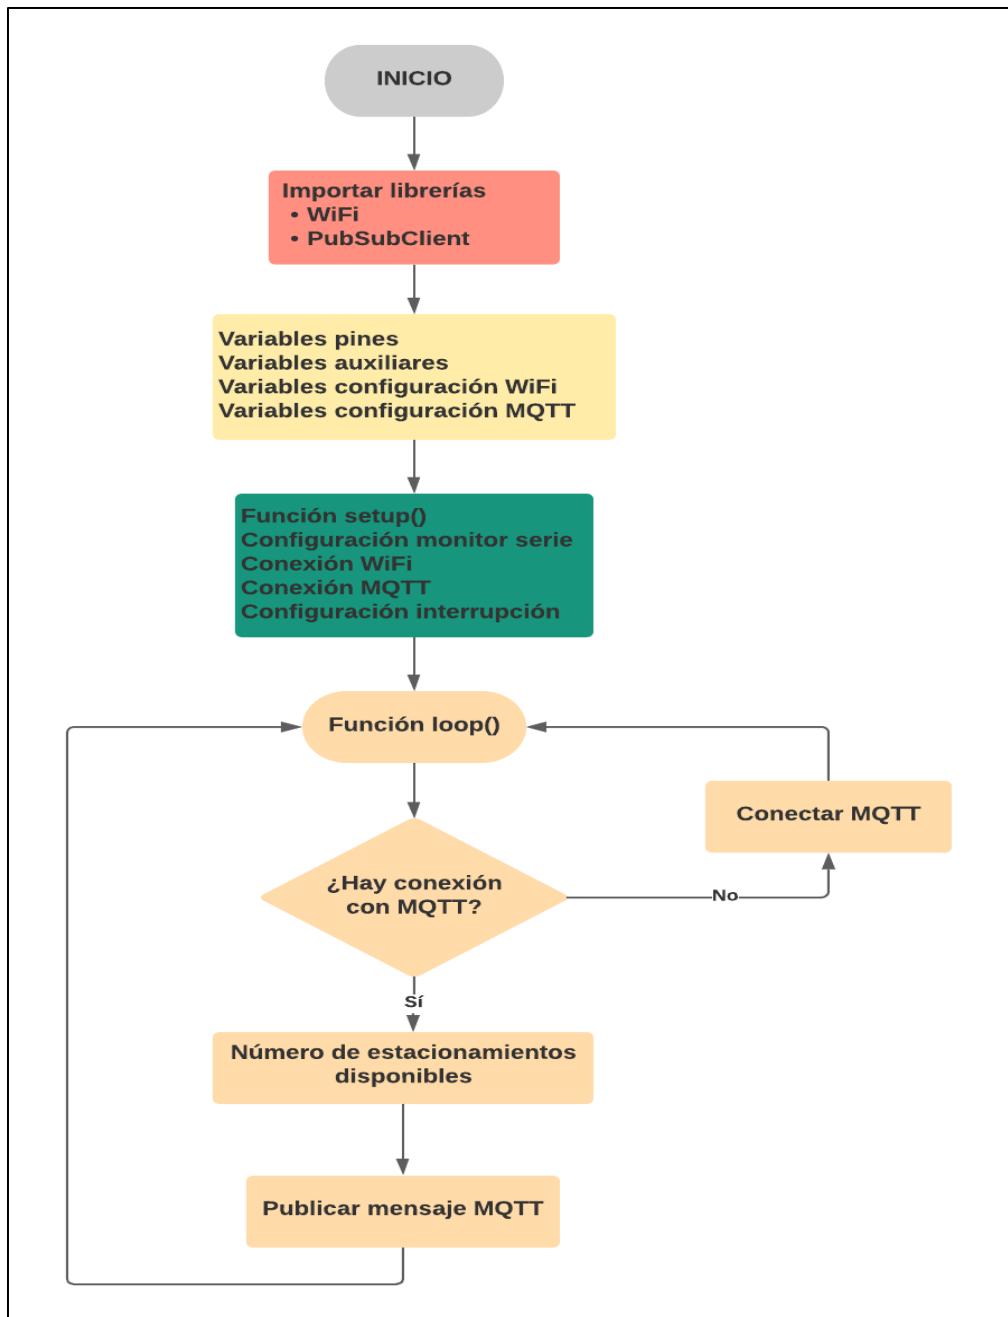 INICIO
Importar librerías
• WiFi
• PubSubClient
Variables pines
Variables auxiliares
Variables configuración WiFi
Variables configuración MQTT
Función setup()
Configuración monitor serie
Conexión WiFi
Conexión MQTT
Configuración interrupción
Función loop()
Conectar MQTT
¿Hay conexión
con MQTT?
No
Sí
Número de estacionamientos
disponibles
Publicar mensaje MQTT